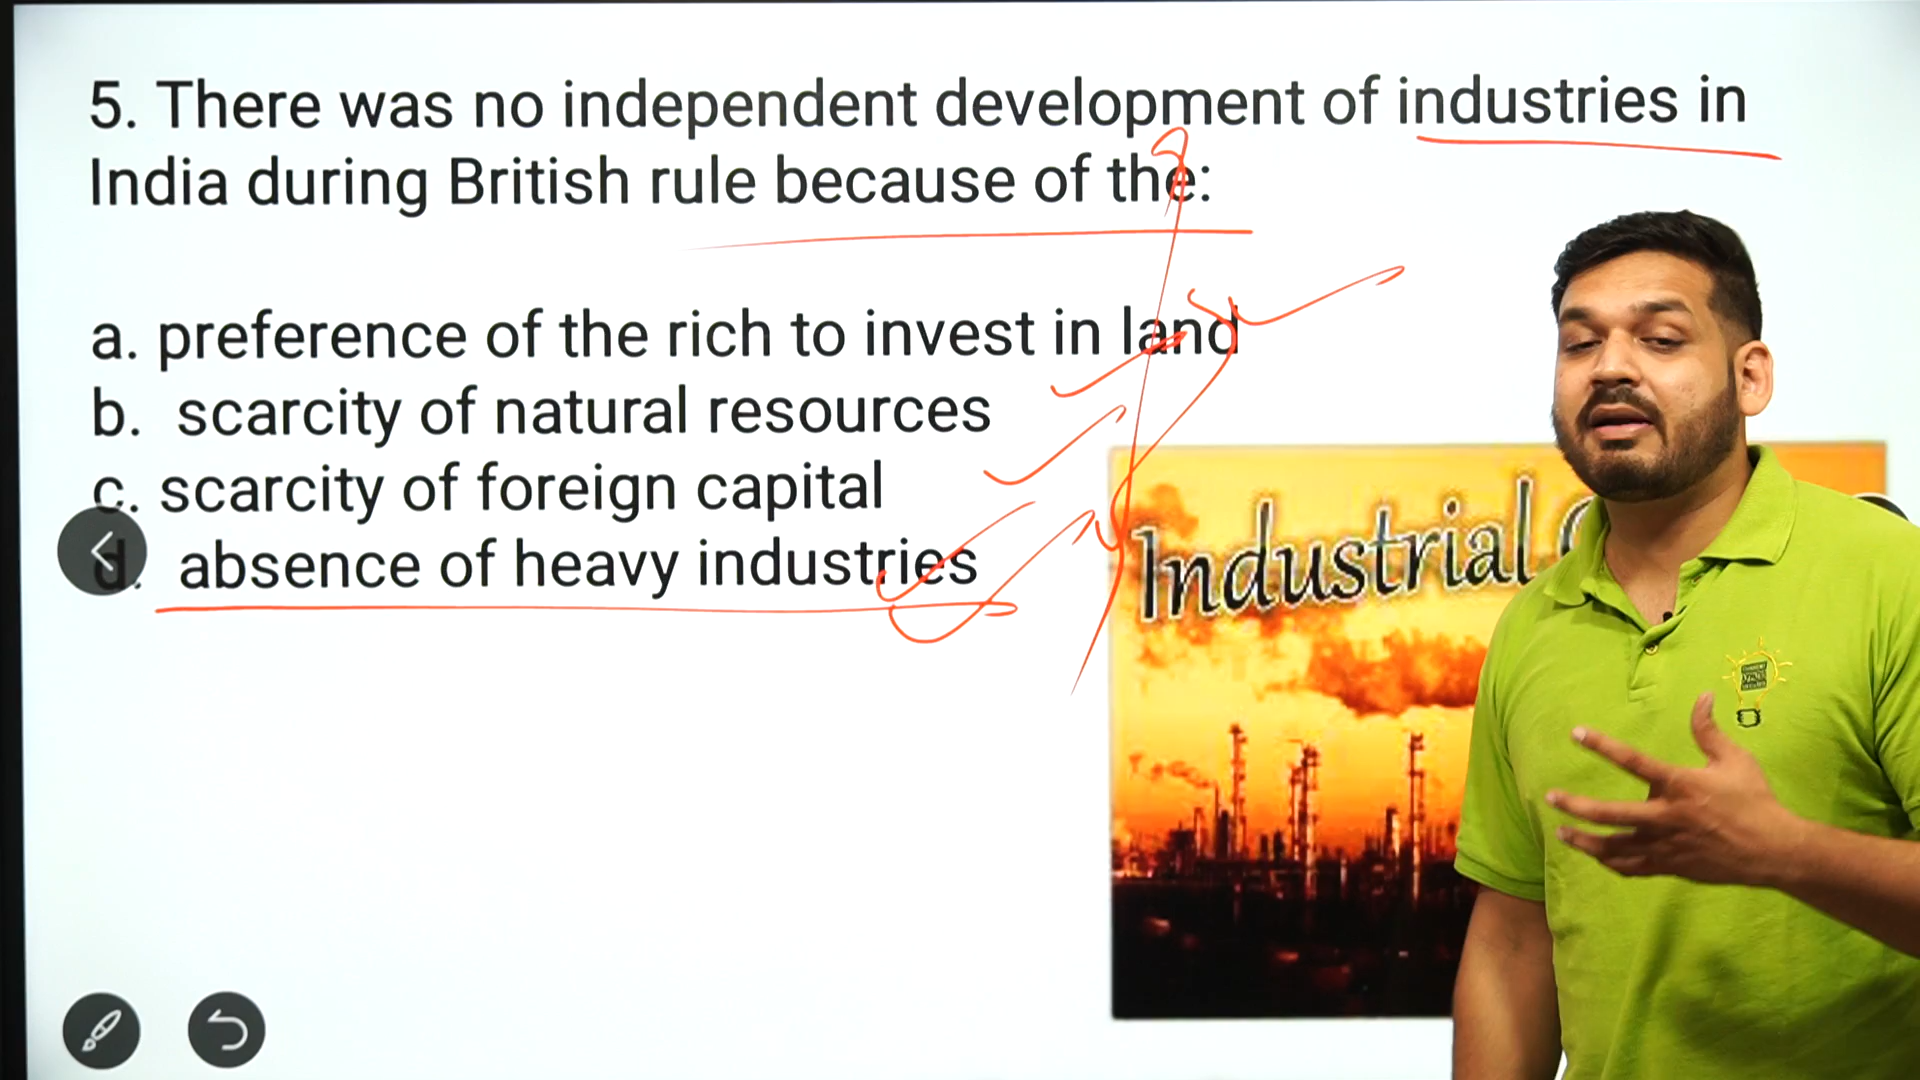 5. There was no independent development of industries in
India during British rule because of the:
a. preference of the rich to invest in land
b. scarcity of natural resources
c. scarcity of foreign capital
d. absence of heavy industries
Industrial